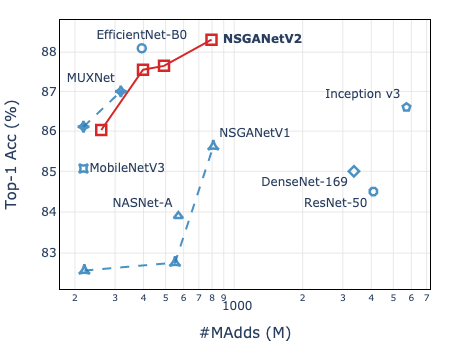 EfficientNet-B0
NSGANetV2
MUXNet
Inception v3
NSGANetV1
MobileNetV3
DenseNet-169
NASNet-A
ResNet-50
88
87
86
85
84
83
Top-1 Acc (%)
2 3 4 5 6 7 8 9 1000 2 3 4 5 6 7
#MAdds (M)